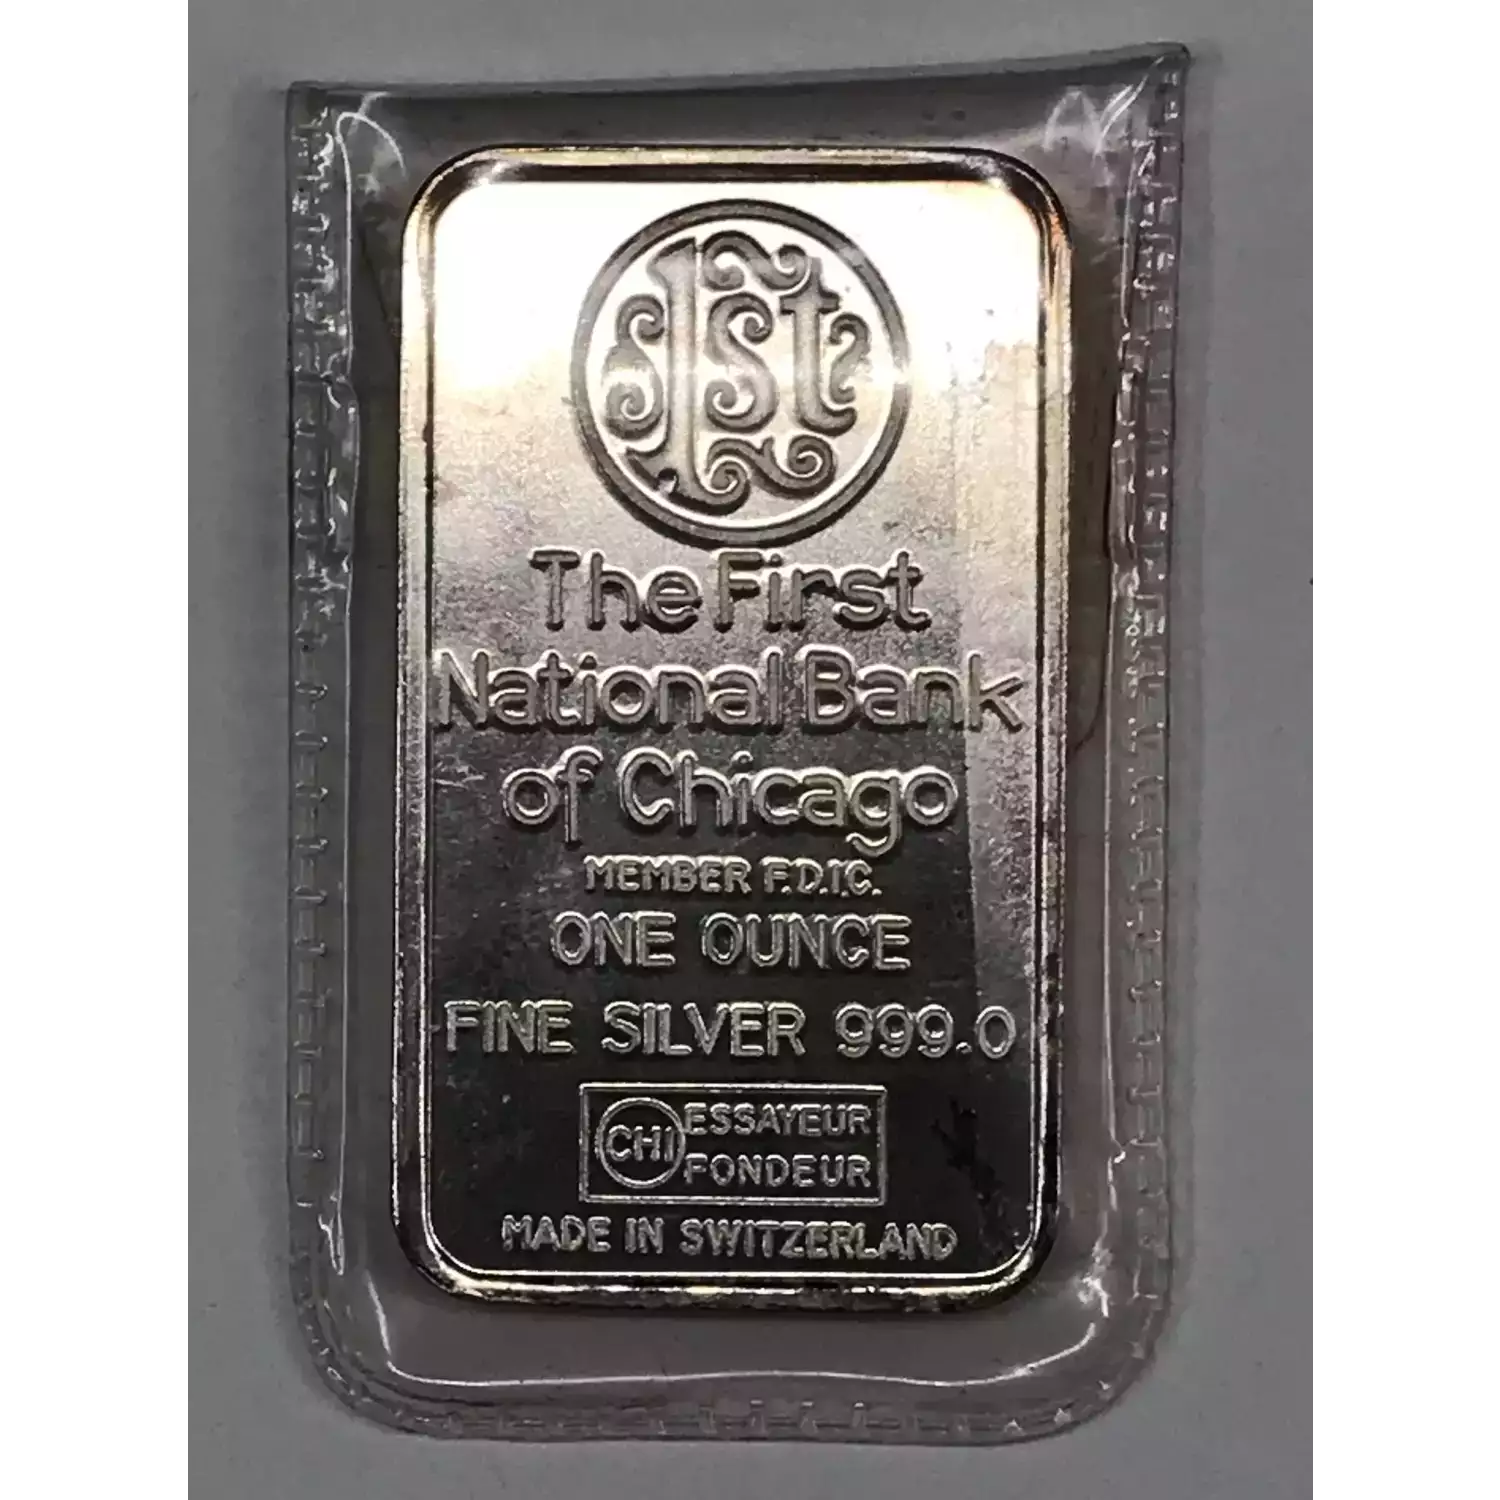 1st
The First
National Bank
of Chicago
MEMBER F.D.I.C.
ONE OUNCE
FINE SILVER 999.0
CHI ESSAYEUR
FONDEUR
MADE IN SWITZERLAND